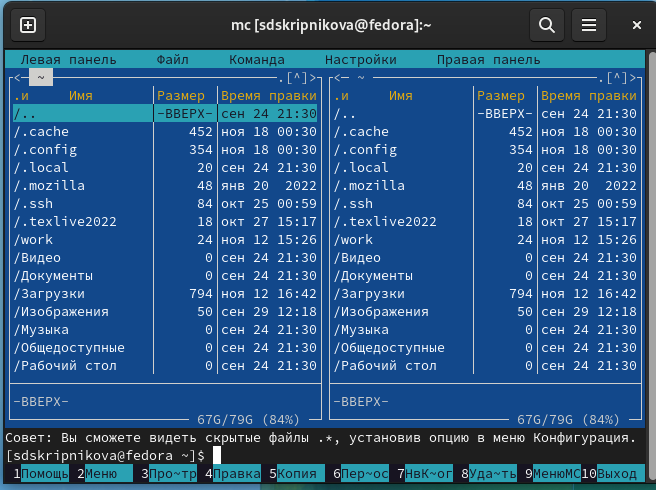 mc [sdskripnikova@fedora]:~
Левая панель Файл Команда Настройки Правая панель
<- ~ .[^]> <- ~ .[^]>
.и Имя Размер Время правки .и Имя Размер Время правки
/.. -ВВЕРХ- сен 24 21:30 /.. -ВВЕРХ- сен 24 21:30
/.cache 452 ноя 18 00:30 /.cache 452 ноя 18 00:30
/.config 354 ноя 18 00:30 /.config 354 ноя 18 00:30
/.local 20 сен 24 21:30 /.local 20 сен 24 21:30
/.mozilla 48 янв 20 2022 /.mozilla 48 янв 20 2022
/.ssh 84 окт 25 00:59 /.ssh 84 окт 25 00:59
/.texlive2022 18 окт 27 15:17 /.texlive2022 18 окт 27 15:17
/work 24 ноя 12 15:26 /work 24 ноя 12 15:26
/Видео 0 сен 24 21:30 /Видео 0 сен 24 21:30
/Документы 0 сен 24 21:30 /Документы 0 сен 24 21:30
/Загрузки 794 ноя 12 16:42 /Загрузки 794 ноя 12 16:42
/Изображения 50 сен 29 12:18 /Изображения 50 сен 29 12:18
/Музыка 0 сен 24 21:30 /Музыка 0 сен 24 21:30
/Общедоступные 0 сен 24 21:30 /Общедоступные 0 сен 24 21:30
/Рабочий стол 0 сен 24 21:30 /Рабочий стол 0 сен 24 21:30
-ВВЕРХ- -ВВЕРХ-
67G/79G (84%) 67G/79G (84%)
Совет: Вы сможете видеть скрытые файлы .*, установив опцию в меню Конфигурация.
[sdskripnikova@fedora ~]$
1Помощь 2Меню 3Про~тр 4Правка 5Копия 6Пер~ос 7НвК~ог 8Уда~ть 9МенюМС 10Выход